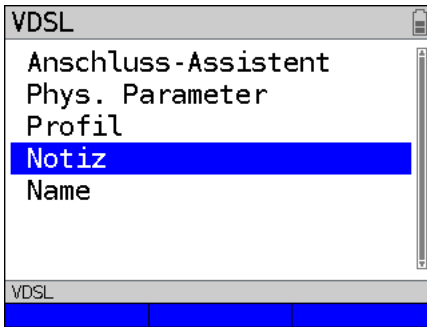 VDSL
Anschluss-Assistent
Phys. Parameter
Profil
Notiz
Name
VDSL